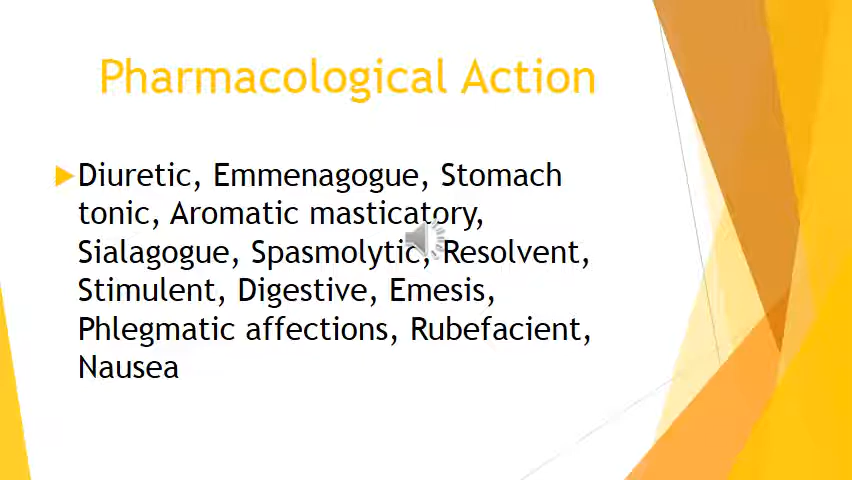 Pharmacological Action
Diuretic, Emmenagogue, Stomach
tonic, Aromatic masticatory,
Sialagogue, Spasmolytic, Resolvent,
Stimulent, Digestive, Emesis,
Phlegmatic affections, Rubefacient,
Nausea